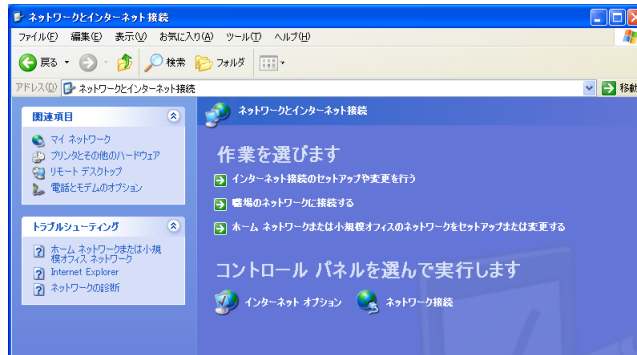 ネットワークとインターネット接続
ファイル(F) 編集(E) 表示(V) お気に入り(A) ツール(T) ヘルプ(H)
戻る 検索 フォルダ
アドレス(D) ネットワークとインターネット接続 移動
関連項目
マイ ネットワーク
プリンタとその他のハードウェア
リモート デスクトップ
電話とモデムのオプション
トラブルシューティング
ホーム ネットワークまたは小規
模オフィス ネットワーク
Internet Explorer
ネットワークの診断
ネットワークとインターネット接続
作業を選びます
インターネット接続のセットアップや変更を行う
職場のネットワークに接続する
ホーム ネットワークまたは小規模オフィスのネットワークをセットアップまたは変更する
コントロール パネルを選んで実行します
インターネット オプション ネットワーク接続